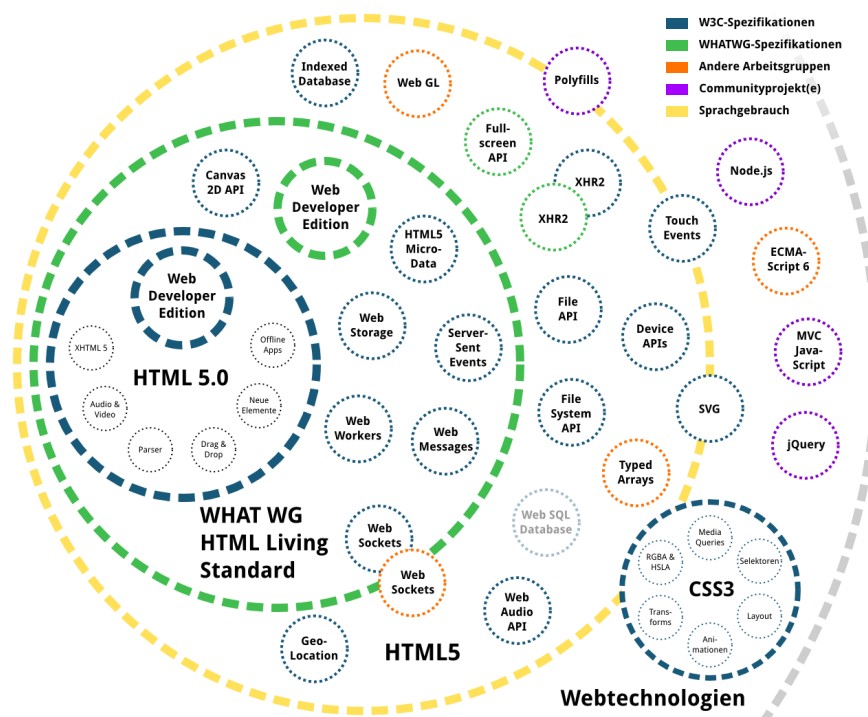 W3C-Spezifikationen
WHATWG-Spezifikationen
Andere Arbeitsgruppen
Communityprojekt(e)
Sprachgebrauch
Indexed
Database
Web GL
Polyfills
Full-
screen
API
Canvas
2D API
Web
Developer
Edition
XHR2
XHR2
Node.js
Touch
Events
HTML5
Micro-
Data
ECMA-
Script 6
Web
Developer
Edition
Web
Storage
File
API
Server-
Sent
Events
Device
APIs
MVC
Java-
Script
XHTML 5
Offline
Apps
HTML 5.0
Audio &
Video
Neue
Elemente
Parser
Drag &
Drop
Web
Workers
Web
Messages
File
System
API
SVG
jQuery
Typed
Arrays
WHAT WG
HTML Living
Standard
Web
Sockets
Web
Sockets
Web SQL
Database
Web
Audio
API
Geo-
Location
HTML5
Media
Queries
RGBA &
HSLA
Selektoren
CSS3
Trans-
forms
Layout
Ani-
mationen
Webtechnologien